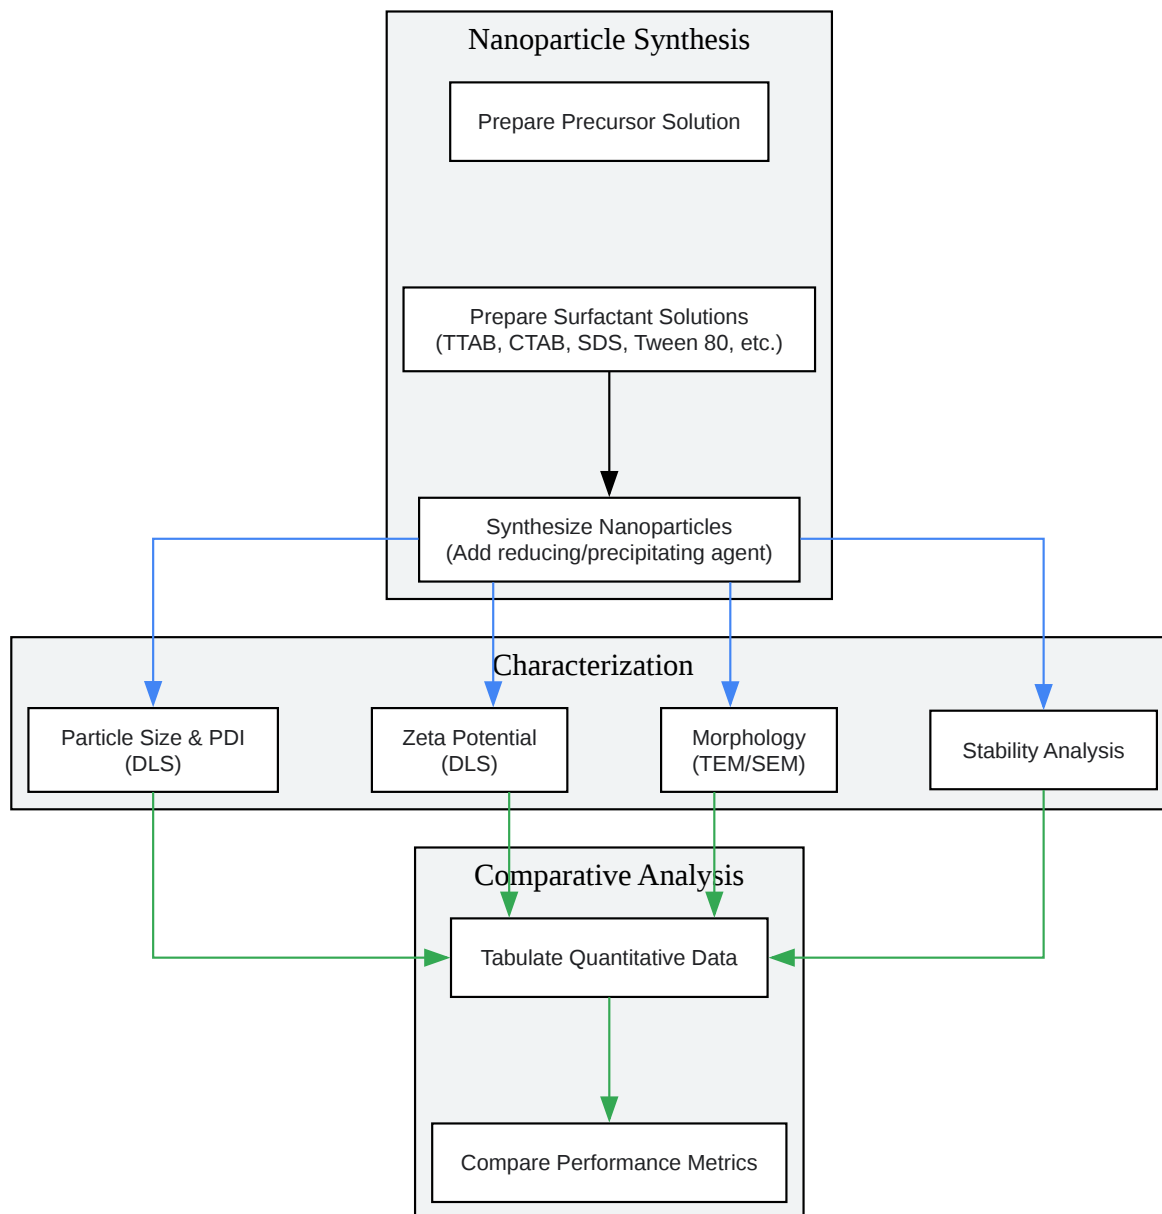 Nanoparticle Synthesis
Prepare Precursor Solution
Prepare Surfactant Solutions
(TTAB, CTAB, SDS, Tween 80, etc.)
Synthesize Nanoparticles
(Add reducing/precipitating agent)
Characterization
Particle Size & PDI
(DLS)
Zeta Potential
(DLS)
Morphology
(TEM/SEM)
Stability Analysis
Comparative Analysis
Tabulate Quantitative Data
Compare Performance Metrics